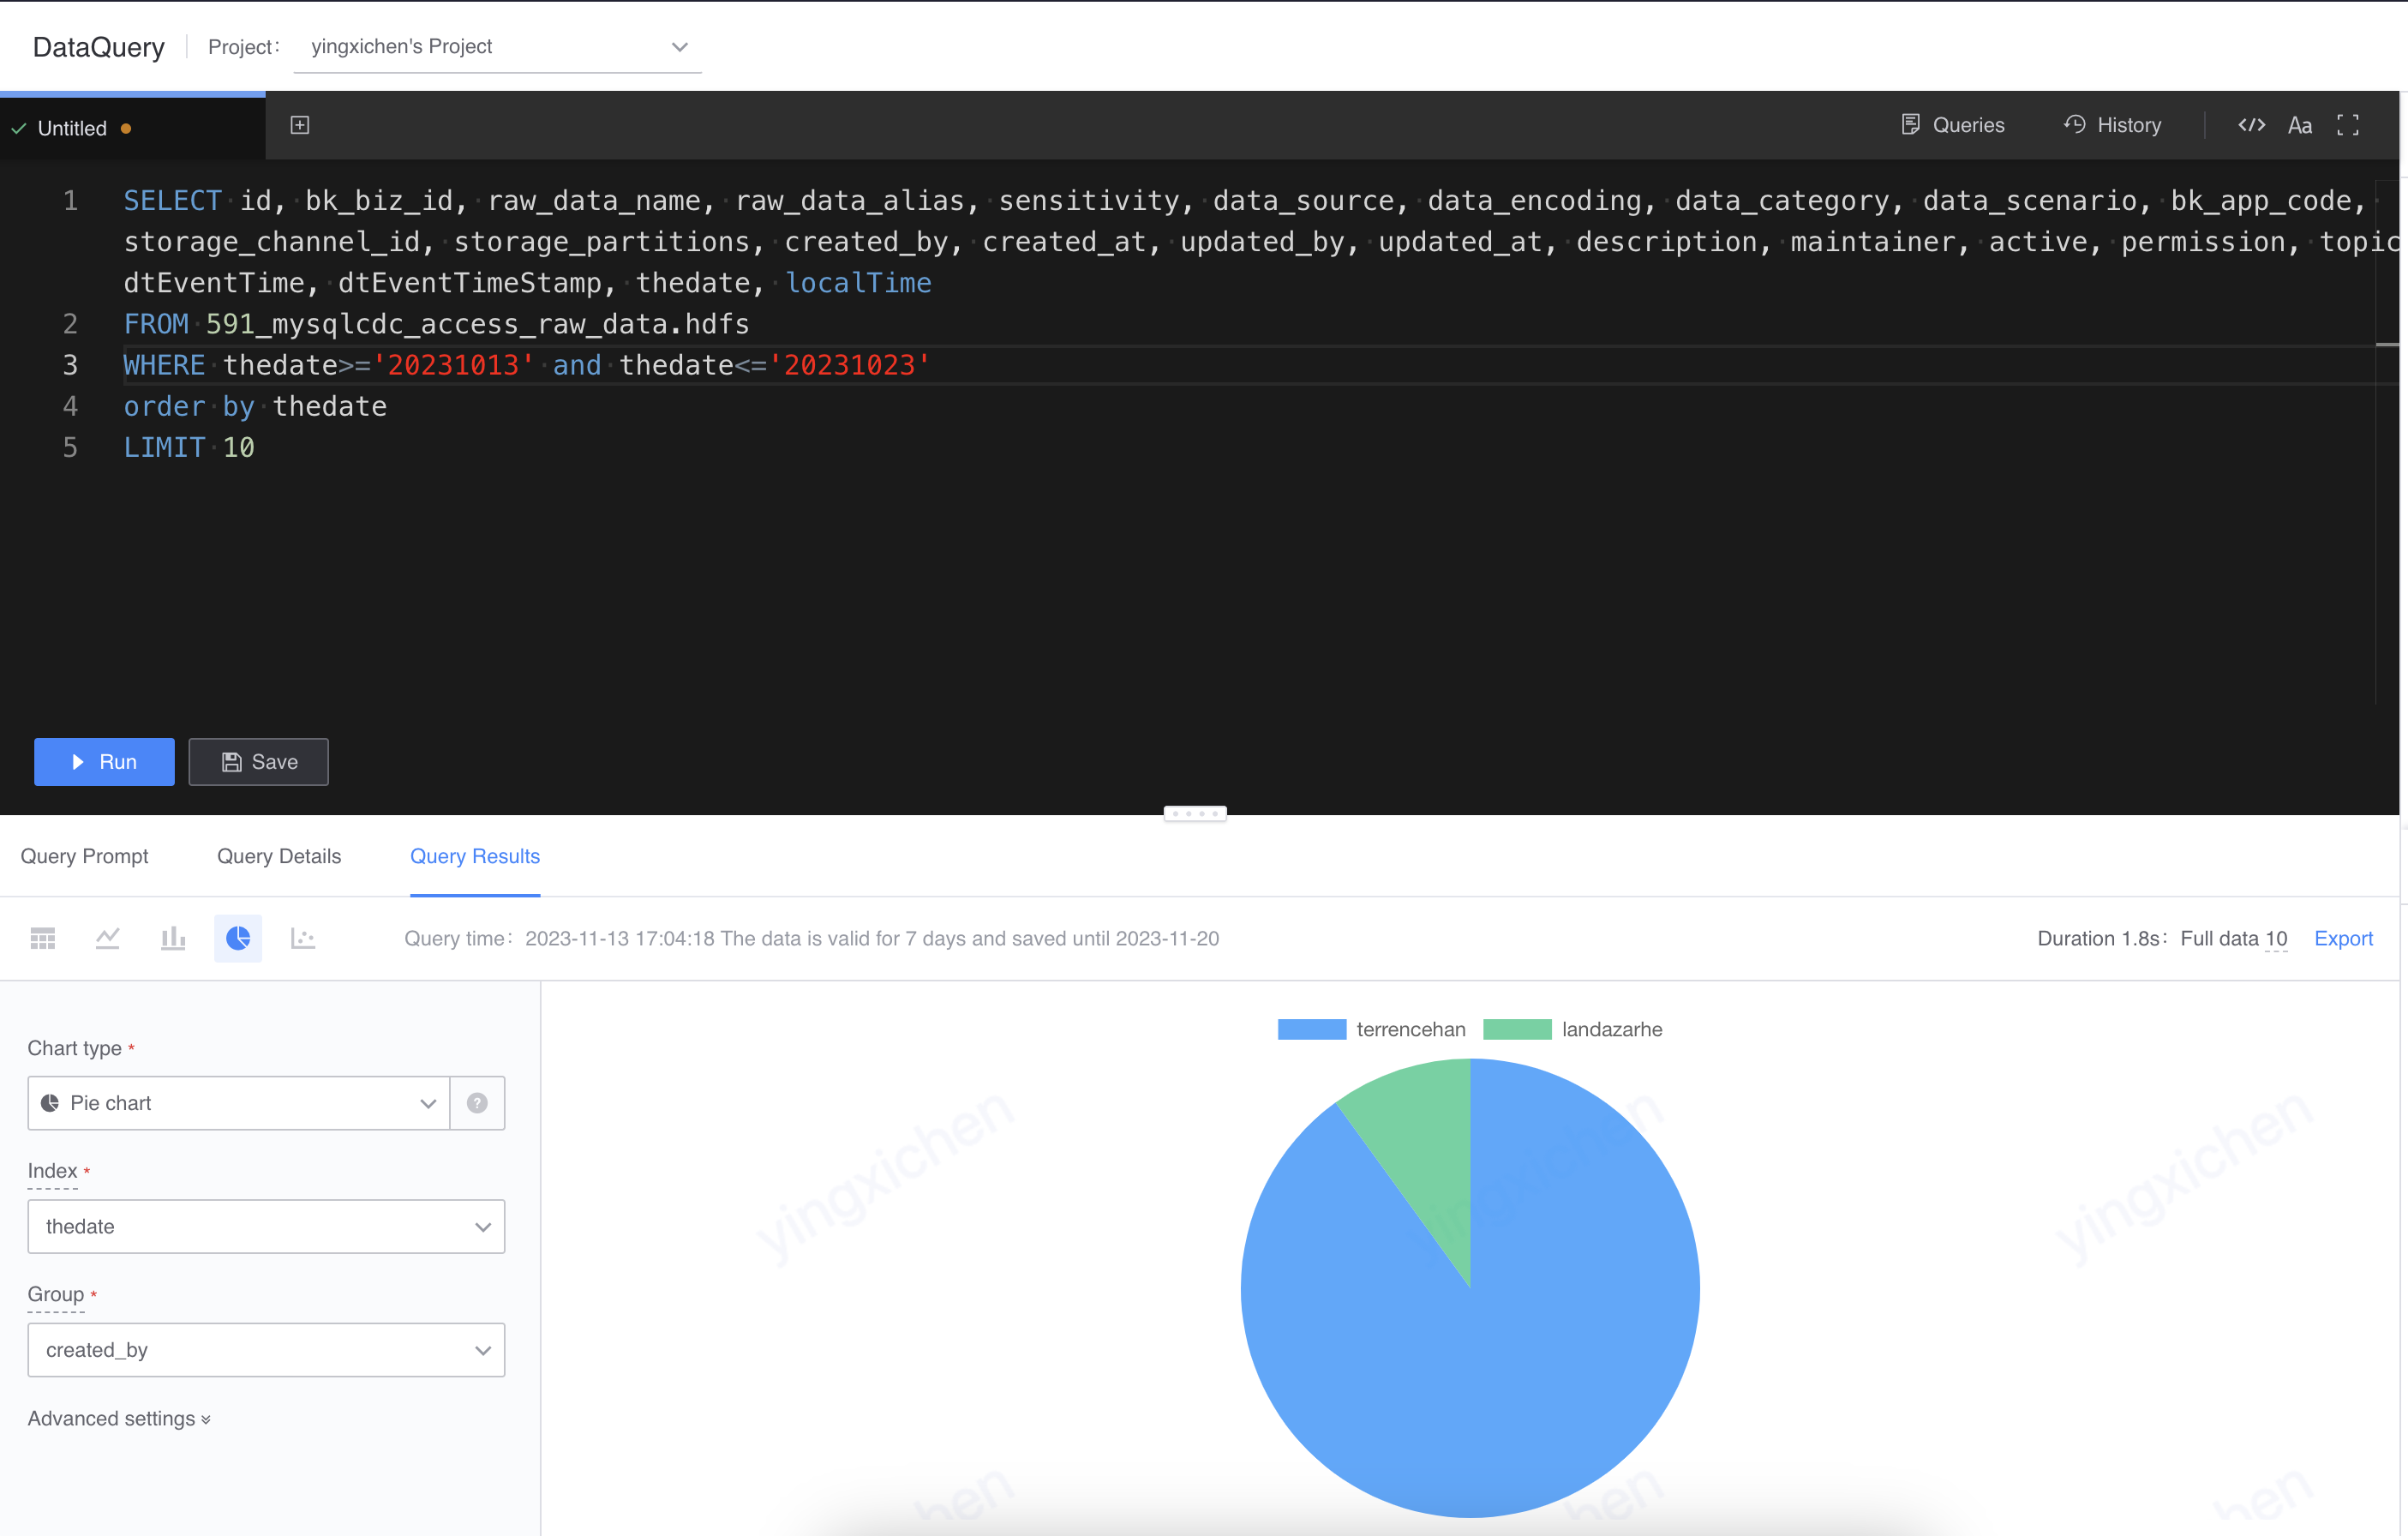 DataQuery Project: yingxichen's Project
Untitled Queries History </> Aa
1 SELECT id, bk_biz_id, raw_data_name, raw_data_alias, sensitivity, data_source, data_encoding, data_category, data_scenario, bk_app_code,
storage_channel_id, storage_partitions, created_by, created_at, updated_by, updated_at, description, maintainer, active, permission, topic
dtEventTime, dtEventTimeStamp, thedate, localTime
2 FROM 591_mysqlcdc_access_raw_data.hdfs
3 WHERE thedate>='20231013' and thedate<='20231023'
4 order by thedate
5 LIMIT 10
Run Save
Query Prompt Query Details Query Results
Query time: 2023-11-13 17:04:18 The data is valid for 7 days and saved until 2023-11-20 Duration 1.8s: Full data 10 Export
terrencehan landazarhe
Chart type *
Pie chart ?
Index *
thedate
Group *
created_by
Advanced settings
yingxichen yingxichen yingxichen
hen hen hen